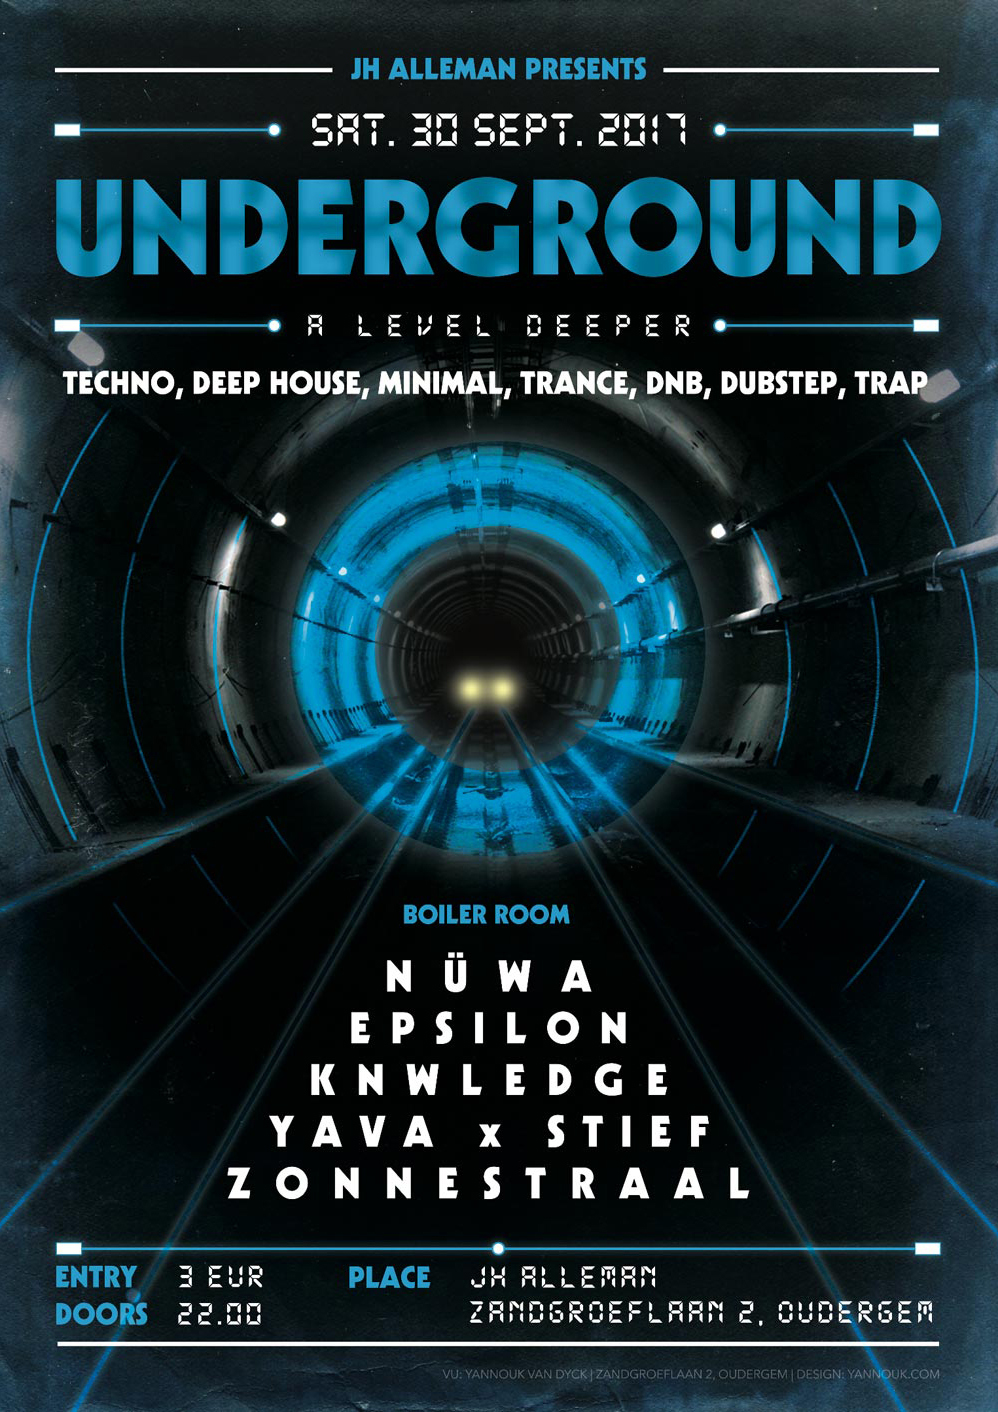 JH ALLEMAN PRESENTS
SAT. 30 SEPT. 2017
UNDERGROUND
A LEVEL DEEPER
TECHNO, DEEP HOUSE, MINIMAL, TRANCE, DNB, DUBSTEP, TRAP
BOILER ROOM
NÜWA
EPSILON
KNWLEDGE
YAVA x STIEF
ZONNESTRAAL
ENTRY 3 EUR PLACE JH ALLEMAN
DOORS 22.00 ZANDGROEFLAAN 2, OUDERGEM
VU: YANNOUK VAN DYCK | ZANDGROEFLAAN 2, OUDERGEM | DESIGN: YANNOUK.COM